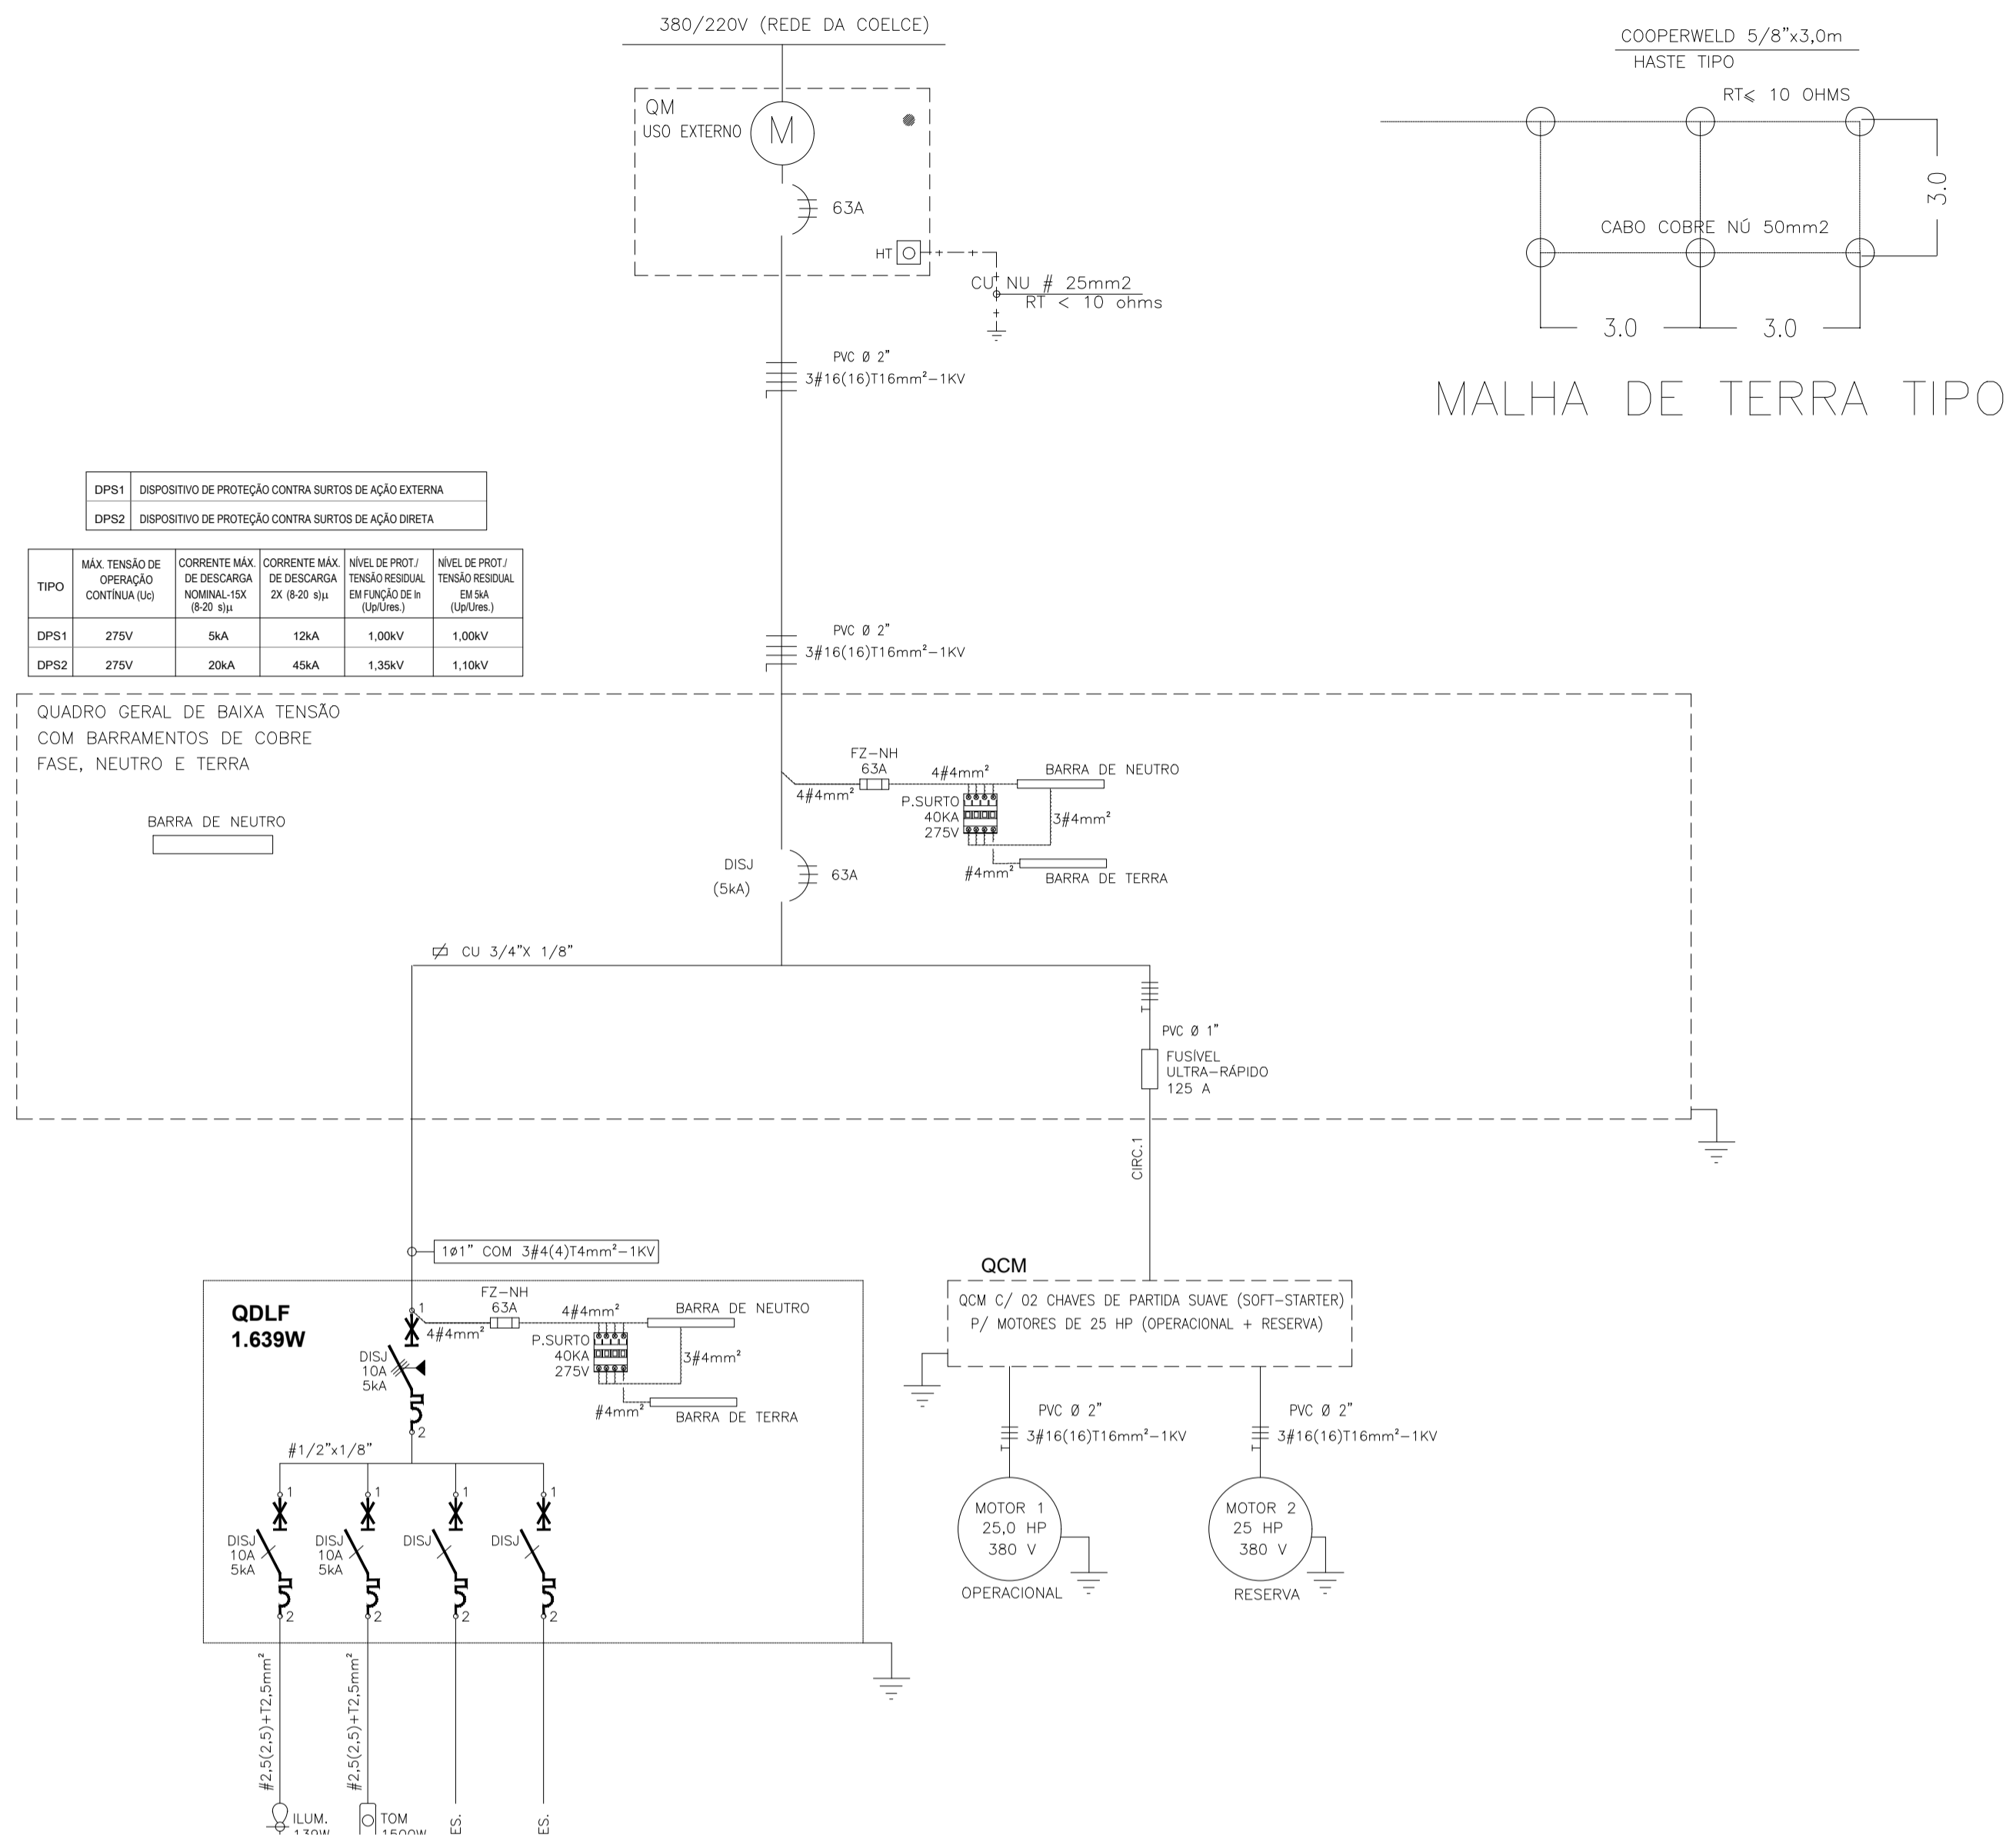 380/220V (REDE DA COELCE)
QM
USO EXTERNO
M
63A
HT
CU NU # 25mm2
RT < 10 ohms
COOPERWELD 5/8"x3,0m
HASTE TIPO
RT⩽ 10 OHMS
3.0
CABO COBRE NÚ 50mm2
3.0
3.0
MALHA DE TERRA TIPO
PVC Ø 2"
3#16(16)T16mm²-1KV
DPS1 DISPOSITIVO DE PROTEÇÃO CONTRA SURTOS DE AÇÃO EXTERNA
DPS2 DISPOSITIVO DE PROTEÇÃO CONTRA SURTOS DE AÇÃO DIRETA
TIPO
MÁX. TENSÃO DE
OPERAÇÃO
CONTÍNUA (Uc)
CORRENTE MÁX.
DE DESCARGA
NOMINAL-15X
(8-20 s)µ
CORRENTE MÁX.
DE DESCARGA
2X (8-20 s)µ
NÍVEL DE PROT./
TENSÃO RESIDUAL
EM FUNÇÃO DE In
(Up/Ures.)
NÍVEL DE PROT./
TENSÃO RESIDUAL
EM 5kA
(Up/Ures.)
DPS1 275V 5kA 12kA 1,00kV 1,00kV
DPS2 275V 20kA 45kA 1,35kV 1,10kV
PVC Ø 2"
3#16(16)T16mm²-1KV
QUADRO GERAL DE BAIXA TENSÃO
COM BARRAMENTOS DE COBRE
FASE, NEUTRO E TERRA
BARRA DE NEUTRO
FZ-NH
63A
4#4mm²
4#4mm²
BARRA DE NEUTRO
P.SURTO
40KA
275V
3#4mm²
#4mm²
BARRA DE TERRA
DISJ
(5kA)
63A
CU 3/4"X 1/8"
PVC Ø 1"
FUSÍVEL
ULTRA-RÁPIDO
125 A
CIRC.1
1ø1" COM 3#4(4)T4mm²-1KV
QDLF
1.639W
1
FZ-NH
63A
4#4mm²
4#4mm²
BARRA DE NEUTRO
P.SURTO
40KA
275V
3#4mm²
#4mm²
BARRA DE TERRA
DISJ
10A
5kA
2
#1/2"x1/8"
1
1
1
1
DISJ
10A
5kA
DISJ
10A
5kA
DISJ
DISJ
2
2
2
2
#2,5(2,5)+T2,5mm²
#2,5(2,5)+T2,5mm²
ILUM.
139W
TOM
1500W
ES.
ES.
QCM
QCM C/ 02 CHAVES DE PARTIDA SUAVE (SOFT-STARTER)
P/ MOTORES DE 25 HP (OPERACIONAL + RESERVA)
PVC Ø 2"
3#16(16)T16mm²-1KV
PVC Ø 2"
3#16(16)T16mm²-1KV
MOTOR 1
25,0 HP
380 V
OPERACIONAL
MOTOR 2
25 HP
380 V
RESERVA